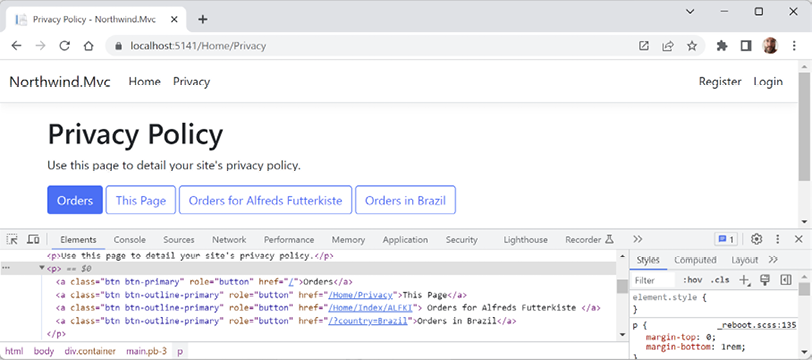 Privacy Policy - Northwind.Mvc
localhost:5141/Home/Privacy
Northwind.Mvc Home Privacy Register Login
Privacy Policy
Use this page to detail your site's privacy policy.
Orders This Page Orders for Alfreds Futterkiste Orders in Brazil
Elements Console Sources Network Performance Memory Application Security Lighthouse Recorder 1
<p>Use this page to detail your site's privacy policy.</p>
<p> == $0
<a class="btn btn-primary" role="button" href="/">Orders</a>
<a class="btn btn-outline-primary" role="button" href="/Home/Privacy">This Page</a>
<a class="btn btn-outline-primary" role="button" href="/Home/Index/ALFKI"> Orders for Alfreds Futterkiste </a>
<a class="btn btn-outline-primary" role="button" href="/?country=Brazil">Orders in Brazil</a>
</p>
html body div.container main.pb-3 p
Styles Computed Layout
Filter :hov .cls
element.style {
}
p { _reboot.scss:135
margin-top: 0;
margin-bottom: 1rem;